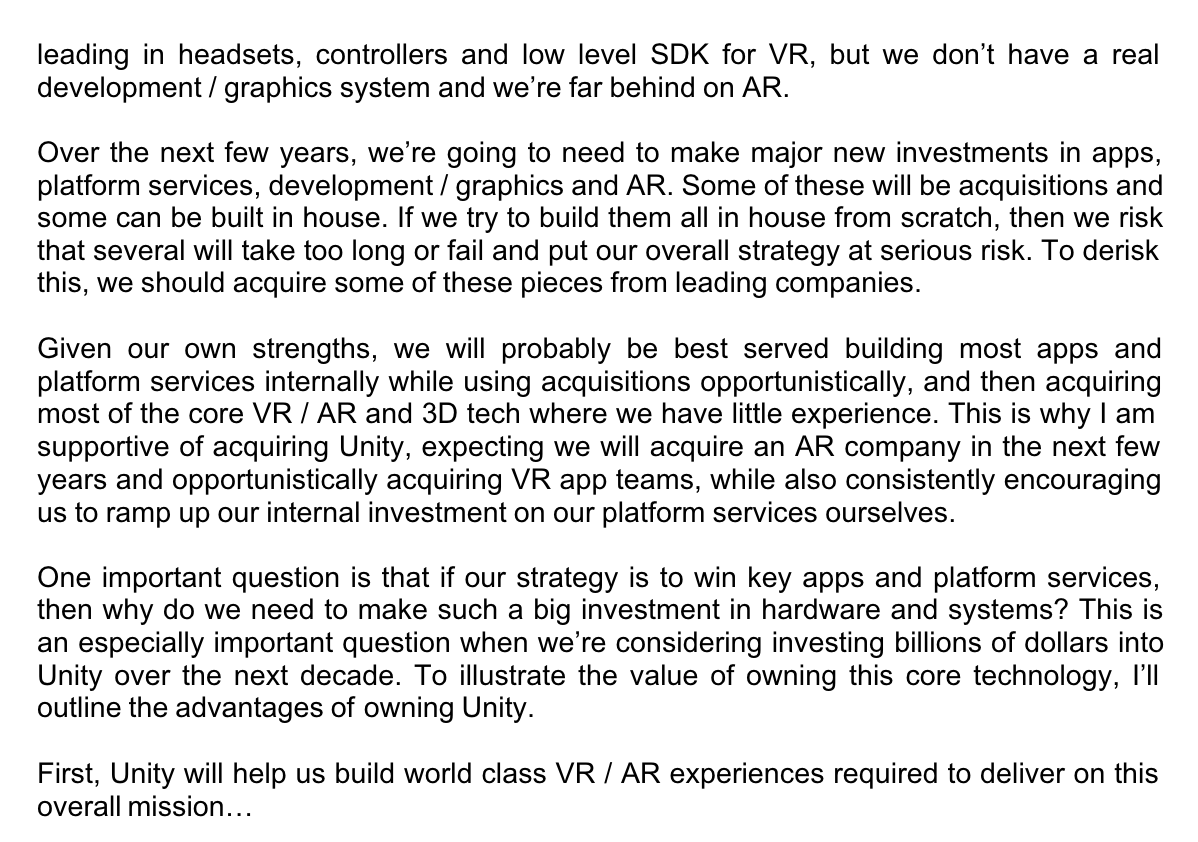 leading in headsets, controllers and low level SDK for VR, but we don’t have a real
development / graphics system and we’re far behind on AR.
Over the next few years, we’re going to need to make major new investments in apps,
platform services, development / graphics and AR. Some of these will be acquisitions and
some can be built in house. If we try to build them all in house from scratch, then we risk
that several will take too long or fail and put our overall strategy at serious risk. To derisk
this, we should acquire some of these pieces from leading companies.
Given our own strengths, we will probably be best served building most apps and
platform services internally while using acquisitions opportunistically, and then acquiring
most of the core VR / AR and 3D tech where we have little experience. This is why I am
supportive of acquiring Unity, expecting we will acquire an AR company in the next few
years and opportunistically acquiring VR app teams, while also consistently encouraging
us to ramp up our internal investment on our platform services ourselves.
One important question is that if our strategy is to win key apps and platform services,
then why do we need to make such a big investment in hardware and systems? This is
an especially important question when we’re considering investing billions of dollars into
Unity over the next decade. To illustrate the value of owning this core technology, I’ll
outline the advantages of owning Unity.
First, Unity will help us build world class VR / AR experiences required to deliver on this
overall mission…